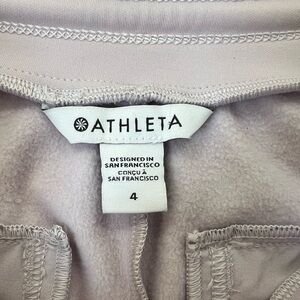 ATHLETA
DESIGNED IN
SAN FRANCISCO
CONÇU À
SAN FRANCISCO
4